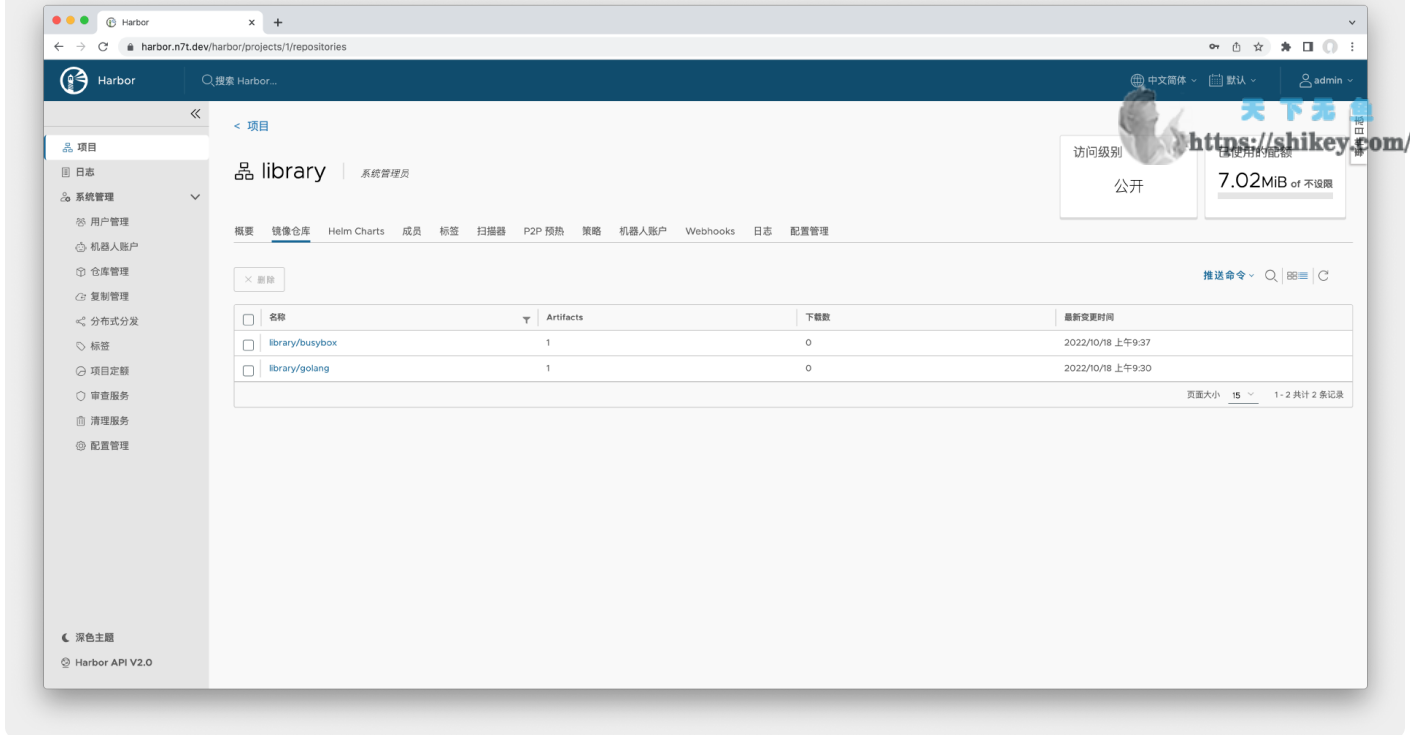 Harbor
harbor.n7t.dev/harbor/projects/1/repositories
Harbor
搜索 Harbor...
中文简体
默认
admin
天下无鱼
https://shikey.com/
项目
日志
系统管理
用户管理
机器人账户
仓库管理
复制管理
分布式分发
标签
项目定额
审查服务
清理服务
配置管理
深色主题
Harbor API V2.0
< 项目
library
系统管理员
访问级别
公开
已使用的配额
7.02MiB of 不设限
概要 镜像仓库 Helm Charts 成员 标签 扫描器 P2P 预热 策略 机器人账户 Webhooks 日志 配置管理
删除
推送命令
名称 Artifacts 下载数 最新变更时间
library/busybox 1 0 2022/10/18 上午9:37
library/golang 1 0 2022/10/18 上午9:30
页面大小 15 1 - 2 共计 2 条记录